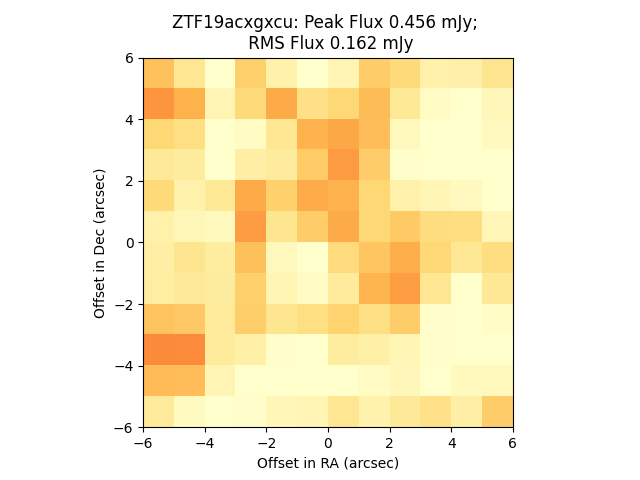 ZTF19acxgxcu: Peak Flux 0.456 mJy;
RMS Flux 0.162 mJy
6
4
2
0
−2
−4
−6
Offset in Dec (arcsec)
−6 −4 −2 0 2 4 6
Offset in RA (arcsec)